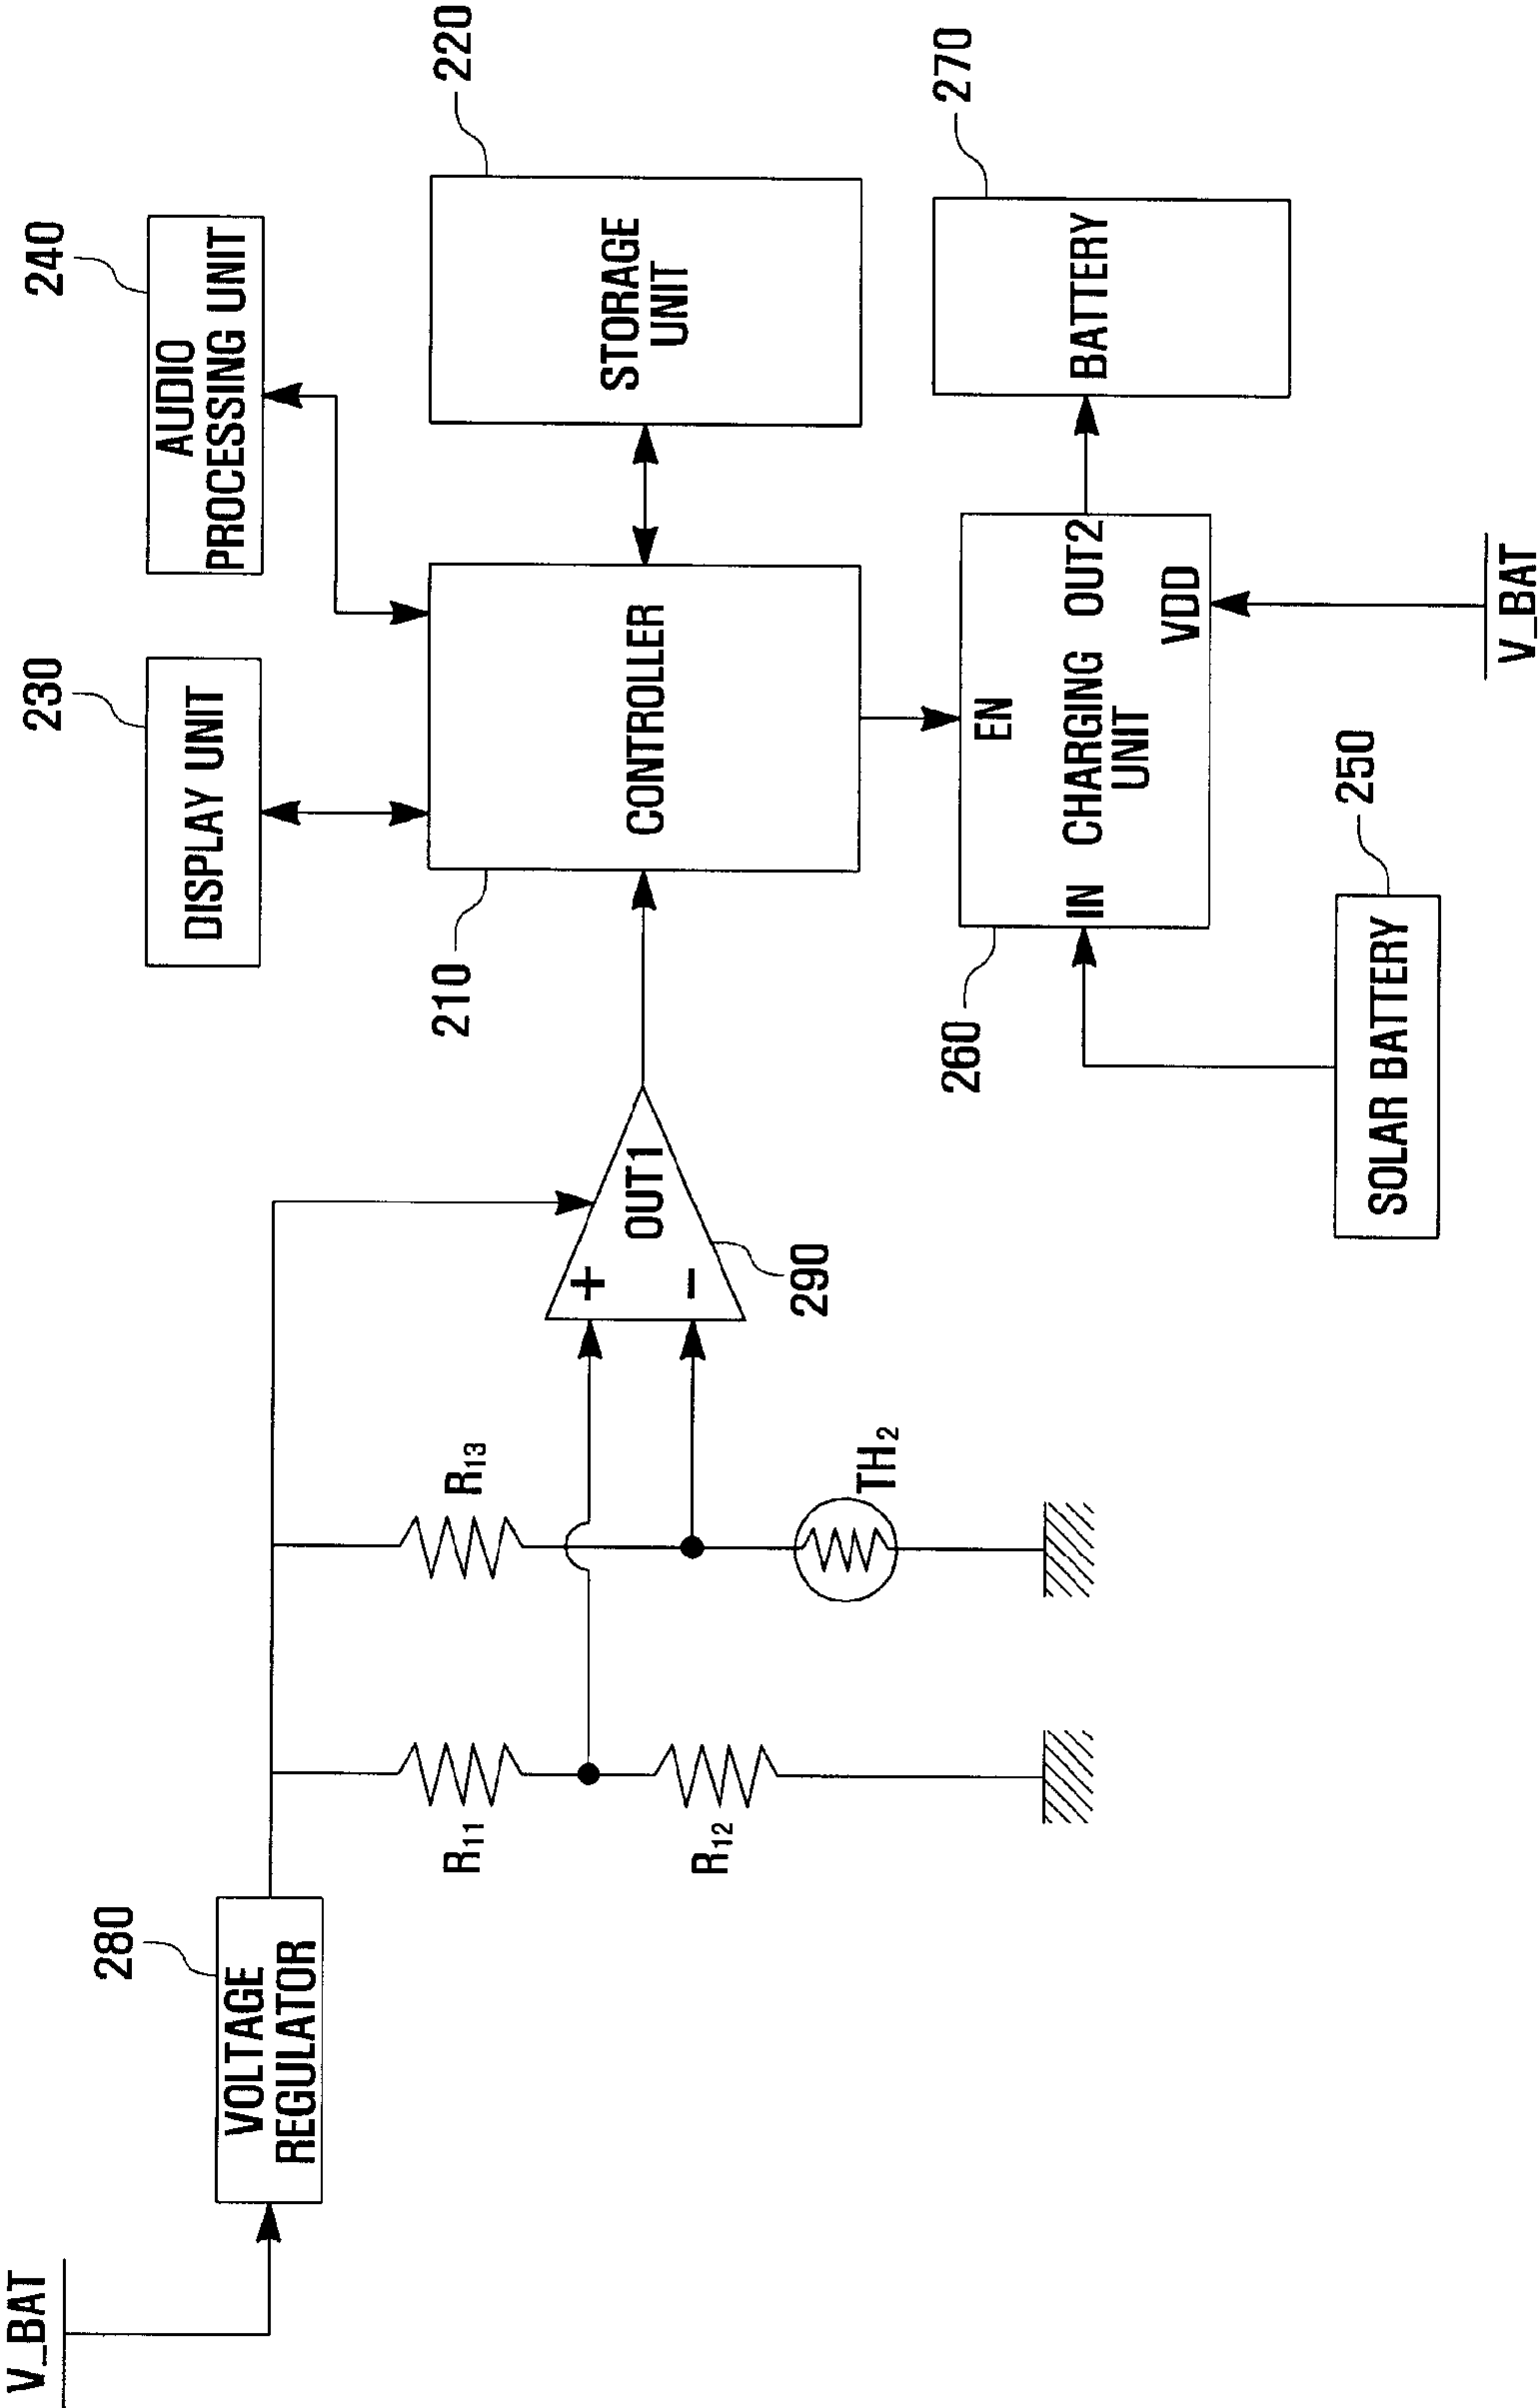 V_BAT
280
VOLTAGE
REGULATOR
R11
R12
R13
TH2
+
−
OUT1
290
230
DISPLAY UNIT
240
AUDIO
PROCESSING UNIT
210
CONTROLLER
220
STORAGE
UNIT
260
EN
IN CHARGING OUT2
UNIT
VDD
270
BATTERY
250
SOLAR BATTERY
V_BAT